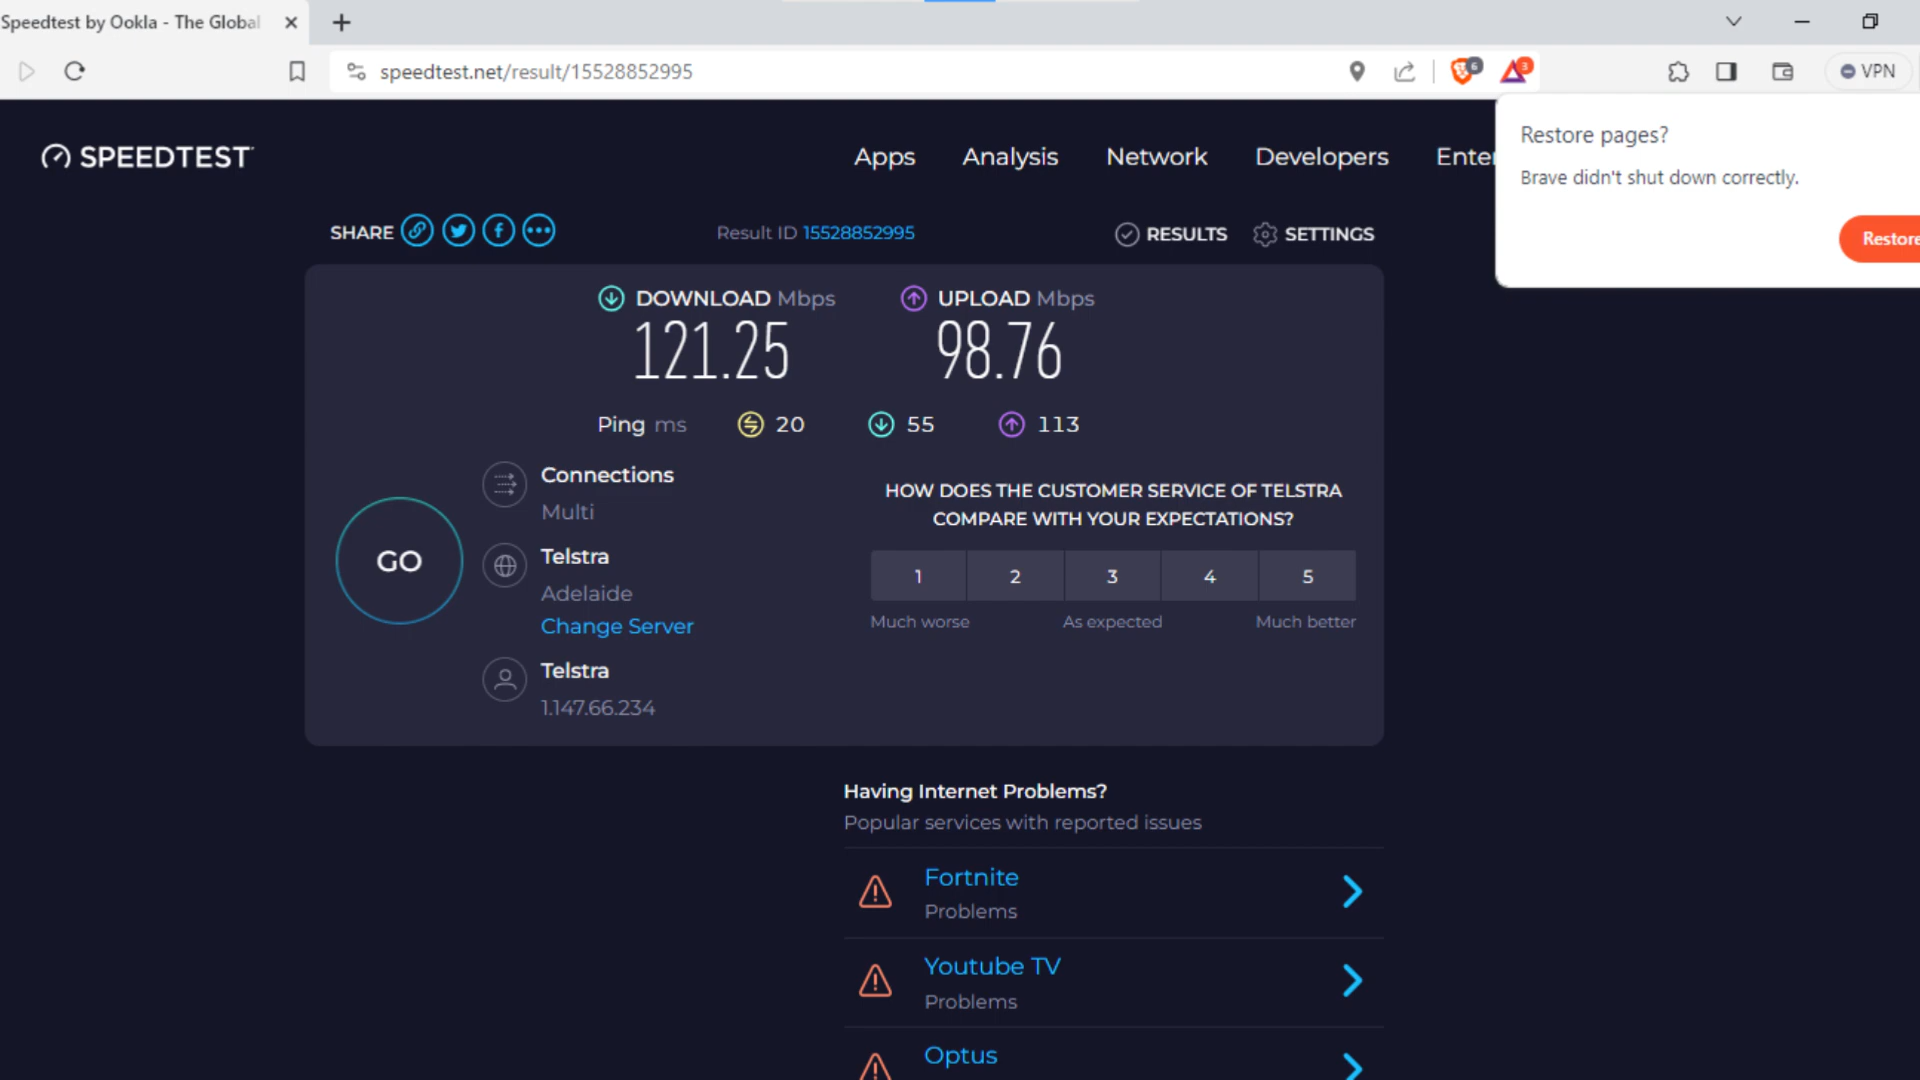 Speedtest by Ookla - The Global
speedtest.net/result/15528852995
6
3
VPN
Restore pages?
Brave didn't shut down correctly.
Restore
SPEEDTEST
Apps Analysis Network Developers Enter
SHARE
Result ID 15528852995
RESULTS SETTINGS
DOWNLOAD Mbps
121.25
UPLOAD Mbps
98.76
Ping ms 20 55 113
GO
Connections
Multi
Telstra
Adelaide
Change Server
Telstra
1.147.66.234
HOW DOES THE CUSTOMER SERVICE OF TELSTRA
COMPARE WITH YOUR EXPECTATIONS?
1 2 3 4 5
Much worse As expected Much better
Having Internet Problems?
Popular services with reported issues
Fortnite
Problems
Youtube TV
Problems
Optus